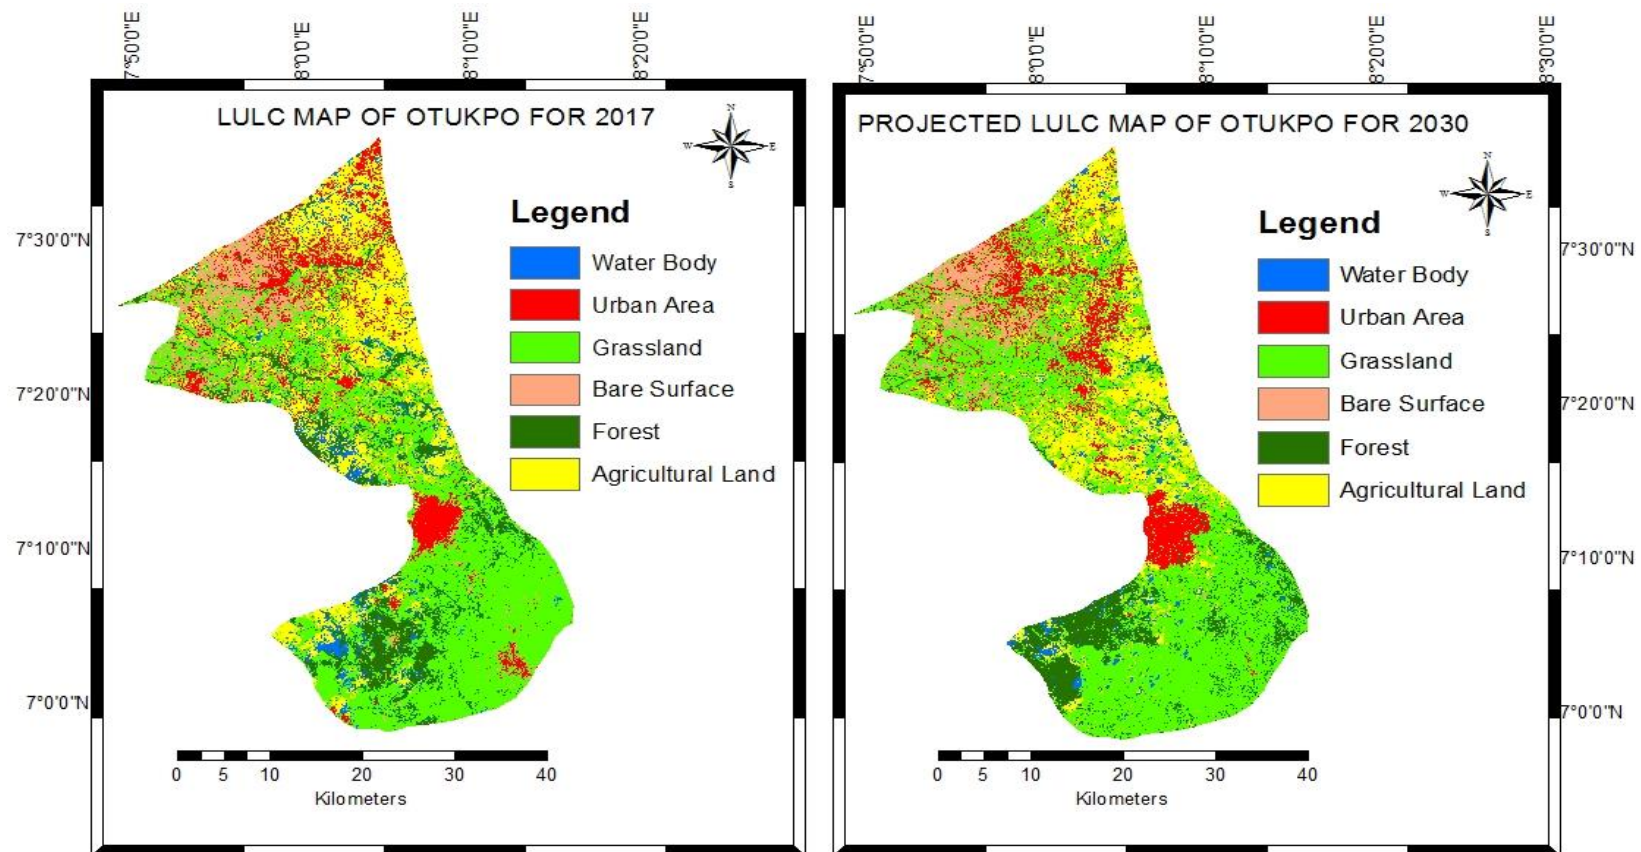 7°50'0"E
8°0'0"E
8°10'0"E
8°20'0"E
LULC MAP OF OTUKPO FOR 2017
N
W
E
S
Legend
Water Body
Urban Area
Grassland
Bare Surface
Forest
Agricultural Land
7°30'0"N
7°20'0"N
7°10'0"N
7°0'0"N
0 5 10 20 30 40
Kilometers
7°50'0"E
8°0'0"E
8°10'0"E
8°20'0"E
8°30'0"E
PROJECTED LULC MAP OF OTUKPO FOR 2030
N
W
E
S
Legend
Water Body
Urban Area
Grassland
Bare Surface
Forest
Agricultural Land
7°30'0"N
7°20'0"N
7°10'0"N
7°0'0"N
0 5 10 20 30 40
Kilometers